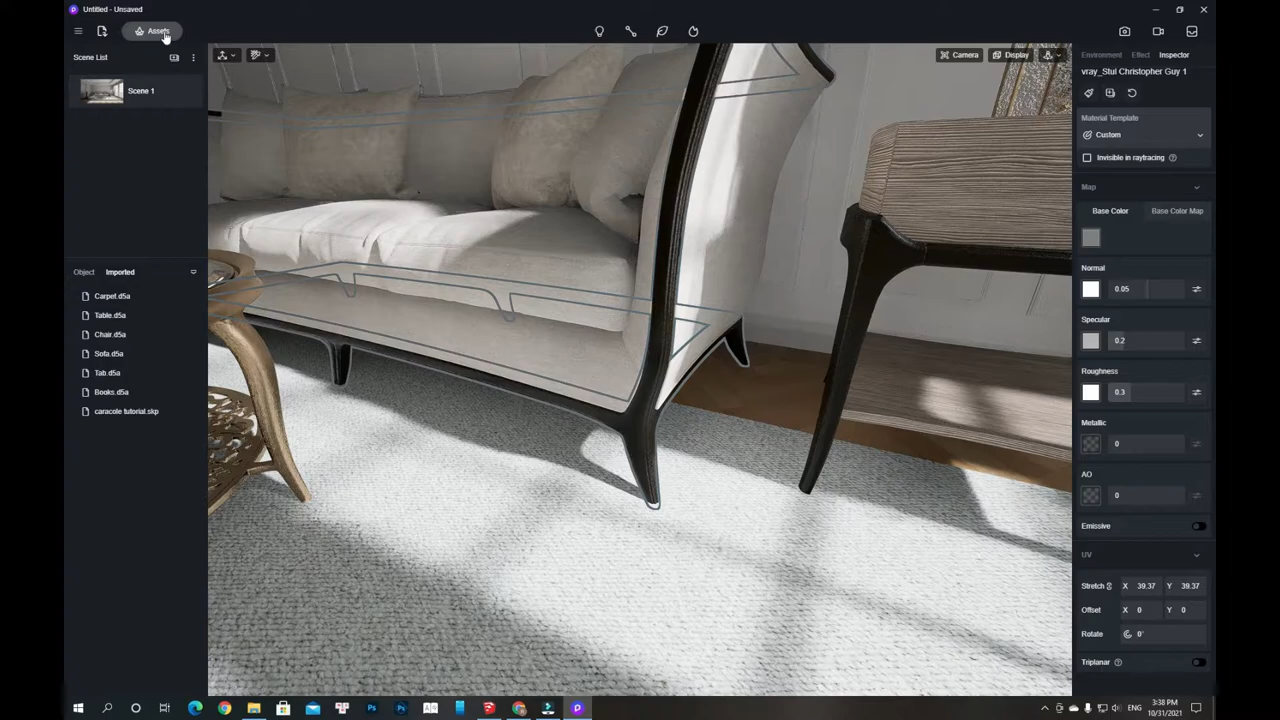 Untitled - Unsaved
Assets
Scene List
Scene 1
Camera
Display
Environment Effect Inspector
vray_Stul Christopher Guy 1
Material Template
Custom
Invisible in raytracing
Map
Base Color Base Color Map
Normal
0.05
Specular
0.2
Roughness
0.3
Metallic
0
AO
0
Emissive
UV
Stretch X 39.37 Y 39.37
Offset X 0 Y 0
Rotate 0°
Triplanar
Object Imported
Carpet.d5a
Table.d5a
Chair.d5a
Sofa.d5a
Tab.d5a
Books.d5a
caracole tutorial.skp
ENG
3:38 PM
10/31/2021